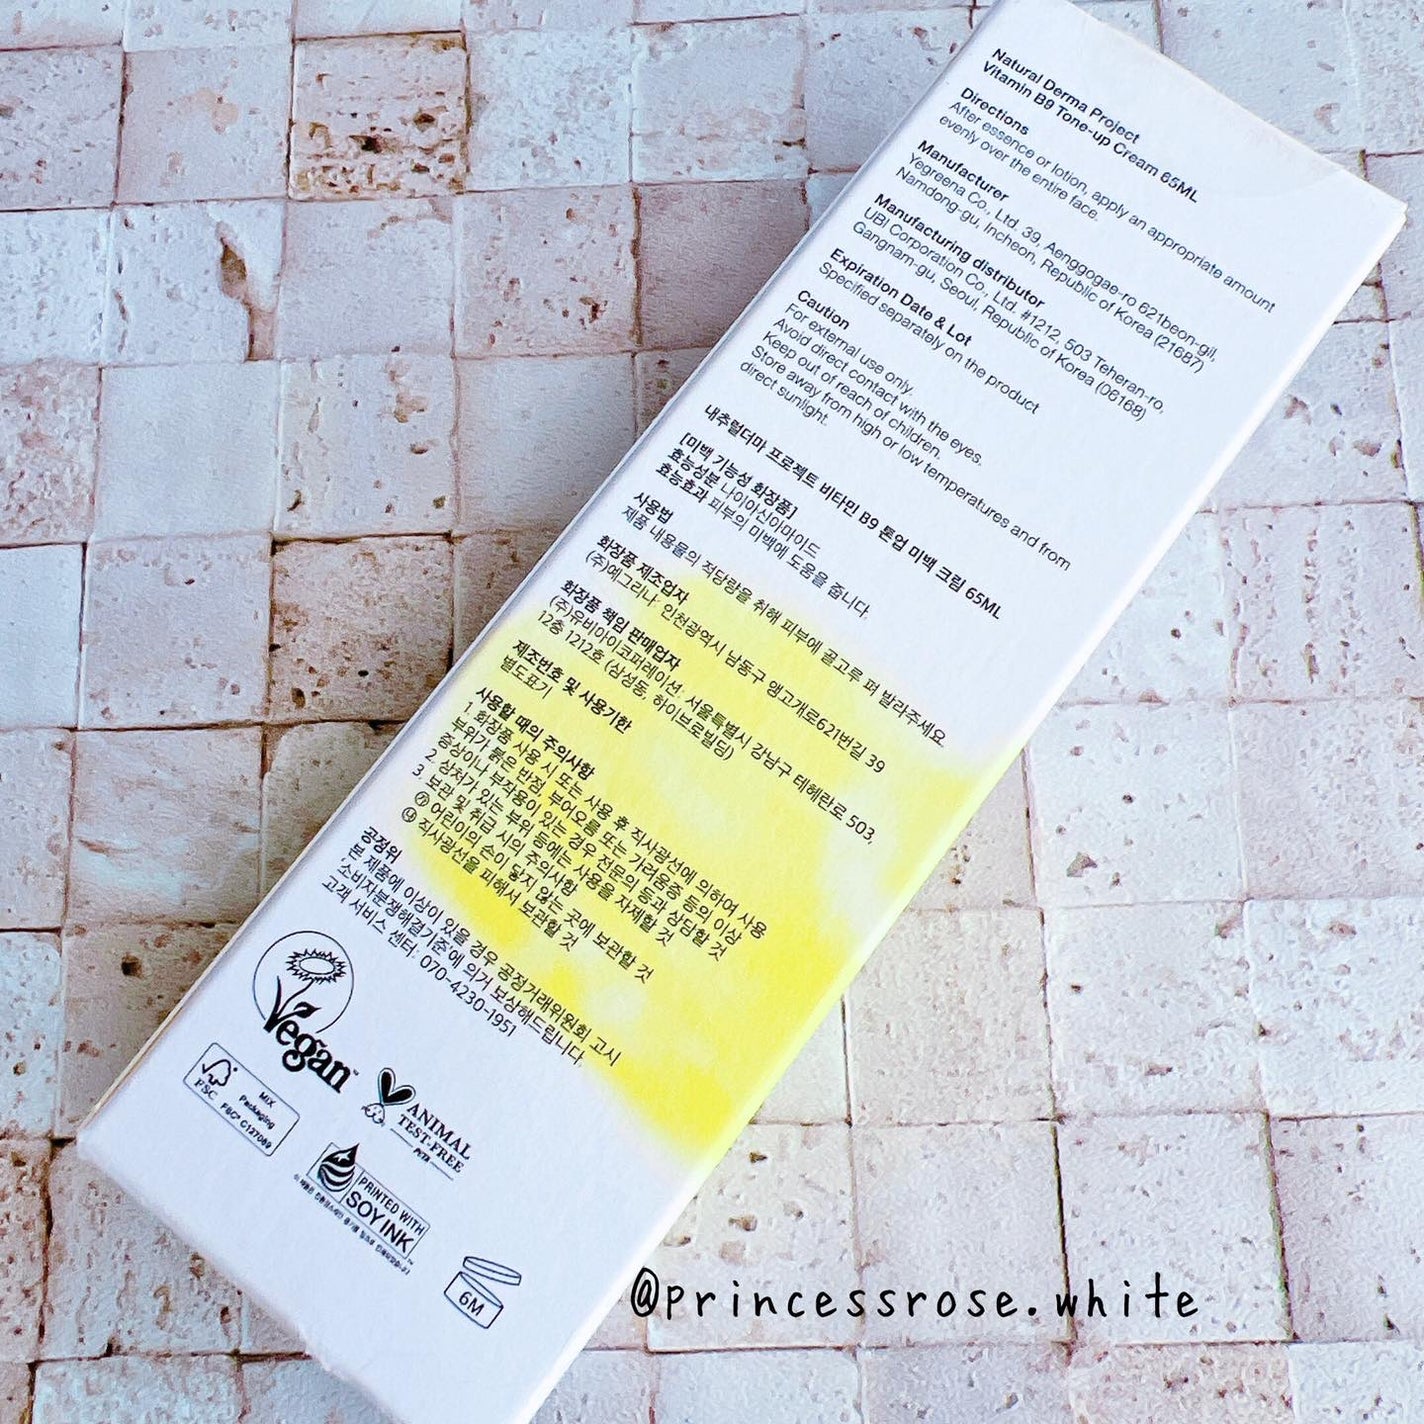 Natural Derma Project
Vitamin B9 Tone-up Cream 65ML
Directions
After essence or lotion, apply an appropriate amount
evenly over the entire face.
Manufacturer
Yegreena Co., Ltd. 39, Aenggogae-ro 621beon-gil,
Namdong-gu, Incheon, Republic of Korea (21687)
Manufacturing distributor
UBI Corporation Co., Ltd. #1212, 503 Teheran-ro,
Gangnam-gu, Seoul, Republic of Korea (06168)
Expiration Date & Lot
Specified separately on the product
Caution
For external use only.
Avoid direct contact with the eyes.
Keep out of reach of children.
Store away from high or low temperatures and from
direct sunlight.
내추럴더마 프로젝트 비타민 B9 톤업 미백 크림 65ML
[미백 기능성 화장품]
효능성분 나이아신아마이드
효능효과 피부의 미백에 도움을 줍니다.
사용법
제품 내용물의 적당량을 취해 피부에 골고루 펴 발라주세요.
화장품 제조업자
(주)예그리나: 인천광역시 남동구 앵고개로621번길 39
화장품 책임 판매업자
(주)유비아이코퍼레이션: 서울특별시 강남구 테헤란로 503,
12층 1212호 (삼성동, 하이브로빌딩)
제조번호 및 사용기한
별도표기
사용할 때의 주의사항
1. 화장품 사용 시 또는 사용 후 직사광선에 의하여 사용
부위가 붉은 반점, 부어오름 또는 가려움증 등의 이상
증상이나 부작용이 있는 경우 전문의 등과 상담할 것
2. 상처가 있는 부위 등에는 사용을 자제할 것
3. 보관 및 취급 시의 주의사항
㉮ 어린이의 손이 닿지 않는 곳에 보관할 것
㉯ 직사광선을 피해서 보관할 것
공정위
본 제품에 이상이 있을 경우 공정거래위원회 고시
'소비자분쟁해결기준'에 의거 보상해드립니다.
고객 서비스 센터: 070-4230-1951
Vegan™
FSC
MIX
Packaging
FSC® C127089
ANIMAL
TEST-FREE
PETA
PRINTED WITH
SOY INK™
6M
@princessrose.white